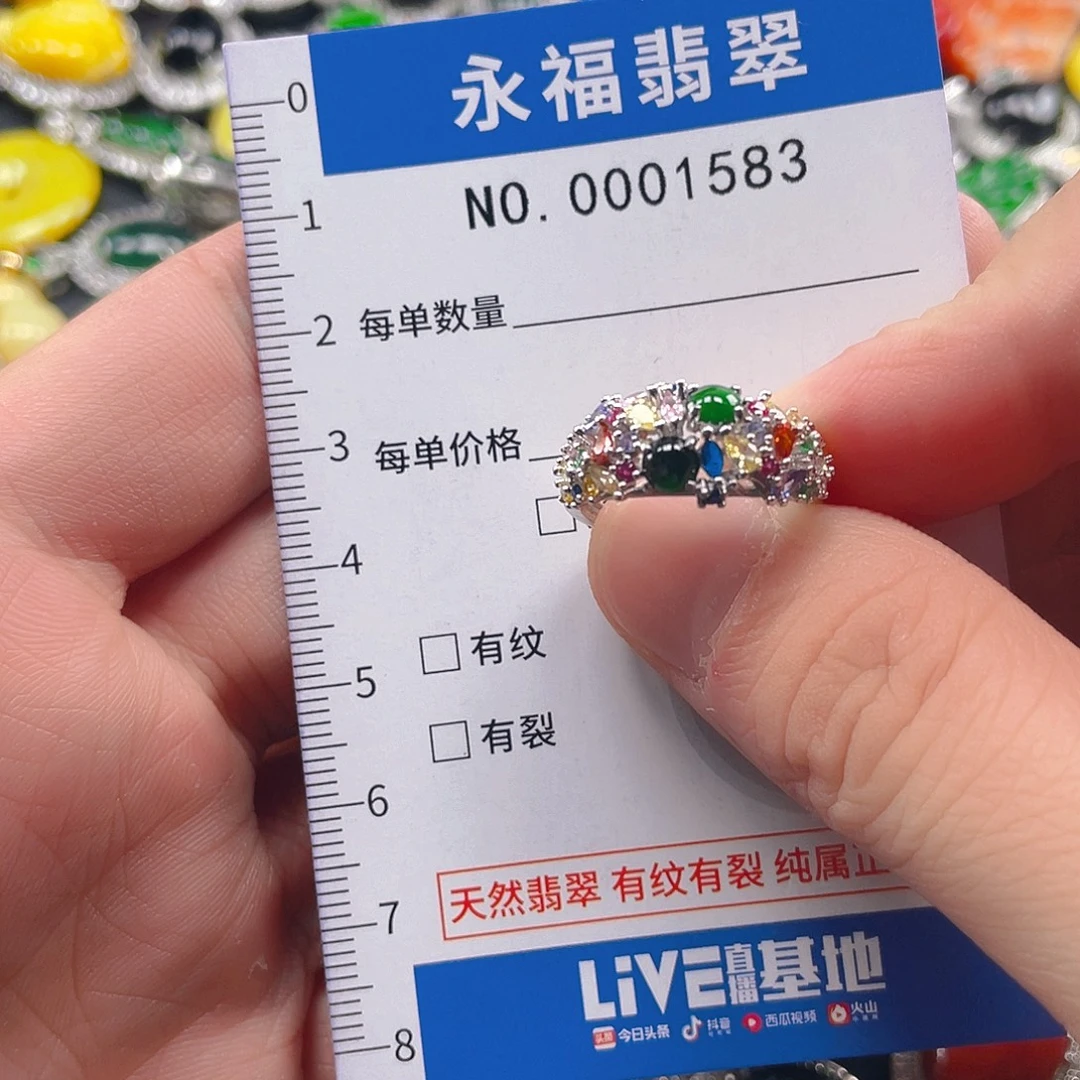 永福翡翠
NO.0001583
0
1
2 每单数量
3 每单价格
4
5 有纹
有裂
6
天然翡翠 有纹有裂 纯属正
7
LiVE直播基地
头条 今日头条 抖音 西瓜视频 火山
8